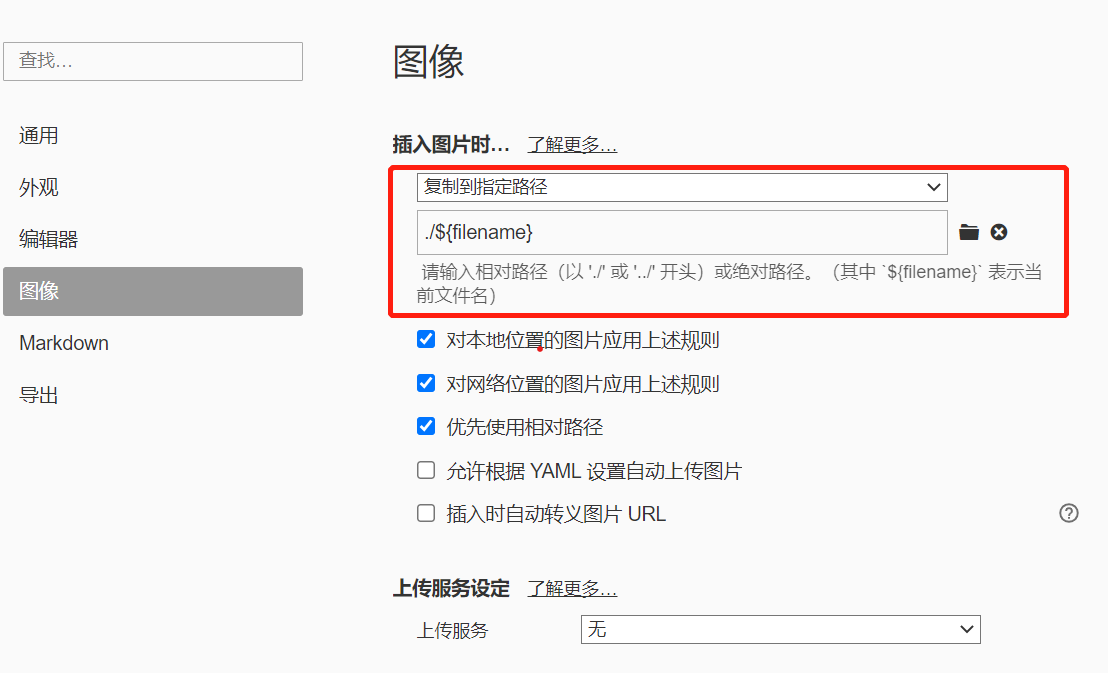 查找…
通用
外观
编辑器
图像
Markdown
导出
图像
插入图片时… 了解更多…
复制到指定路径
./${filename}
请输入相对路径（以 './' 或 '../' 开头）或绝对路径。（其中 `${filename}` 表示当
前文件名）
对本地位置的图片应用上述规则
对网络位置的图片应用上述规则
优先使用相对路径
允许根据 YAML 设置自动上传图片
插入时自动转义图片 URL
上传服务设定 了解更多…
上传服务 无